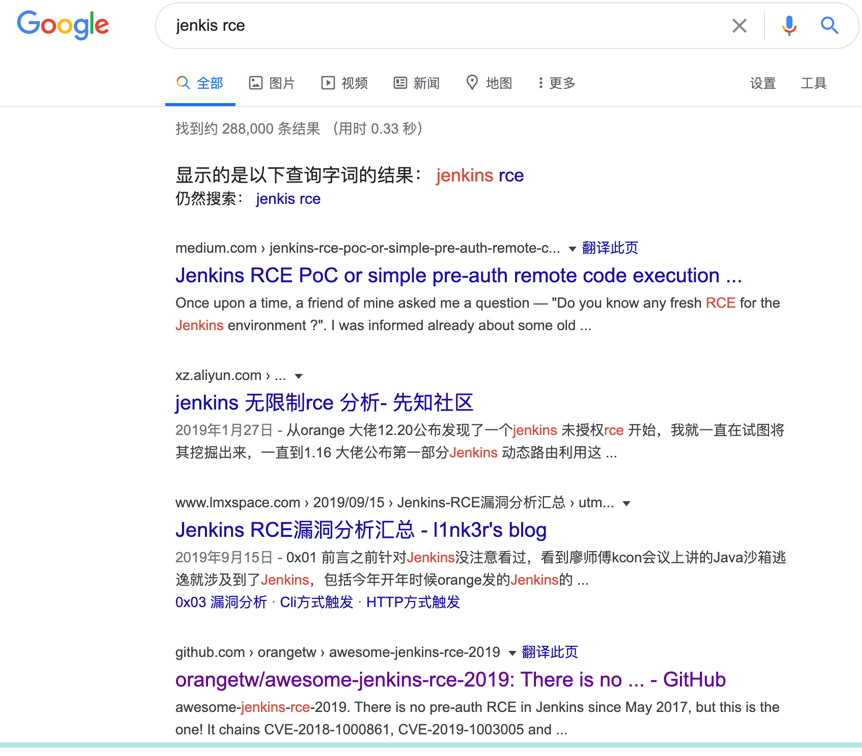 Google
jenkis rce
全部 图片 视频 新闻 地图 更多 设置 工具
找到约 288,000 条结果 （用时 0.33 秒）
显示的是以下查询字词的结果： jenkins rce
仍然搜索： jenkis rce
medium.com › jenkins-rce-poc-or-simple-pre-auth-remote-c... 翻译此页
Jenkins RCE PoC or simple pre-auth remote code execution ...
Once upon a time, a friend of mine asked me a question — "Do you know any fresh RCE for the
Jenkins environment ?". I was informed already about some old ...
xz.aliyun.com › ...
jenkins 无限制rce 分析- 先知社区
2019年1月27日 - 从orange 大佬12.20公布发现了一个jenkins 未授权rce 开始，我就一直在试图将
其挖掘出来，一直到1.16 大佬公布第一部分Jenkins 动态路由利用这 ...
www.lmxspace.com › 2019/09/15 › Jenkins-RCE漏洞分析汇总 › utm...
Jenkins RCE漏洞分析汇总 - l1nk3r's blog
2019年9月15日 - 0x01 前言之前针对Jenkins没注意看过，看到廖师傅kcon会议上讲的Java沙箱逃
逸就涉及到了Jenkins，包括今年开年时候orange发的Jenkins的 ...
0x03 漏洞分析 · Cli方式触发 · HTTP方式触发
github.com › orangetw › awesome-jenkins-rce-2019 翻译此页
orangetw/awesome-jenkins-rce-2019: There is no ... - GitHub
awesome-jenkins-rce-2019. There is no pre-auth RCE in Jenkins since May 2017, but this is the
one! It chains CVE-2018-1000861, CVE-2019-1003005 and ...